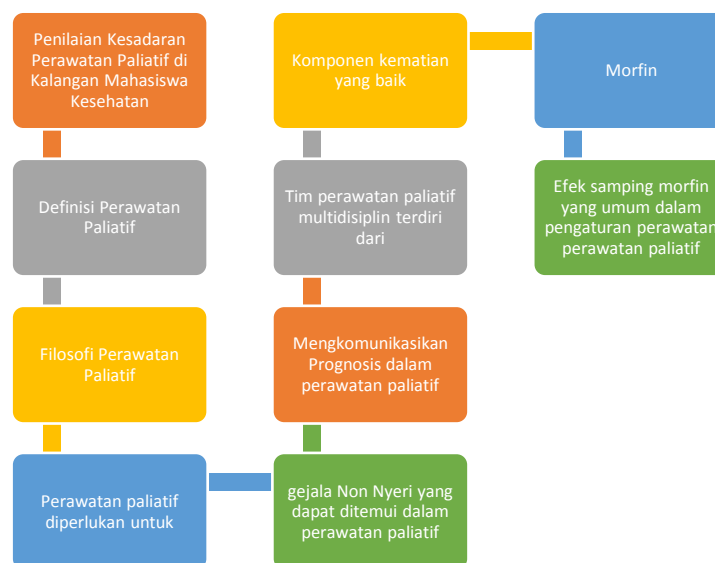 Penilaian Kesadaran
Perawatan Paliatif di
Kalangan Mahasiswa
Kesehatan
Definisi Perawatan
Paliatif
Filosofi Perawatan
Paliatif
Perawatan paliatif
diperlukan untuk
gejala Non Nyeri yang
dapat ditemui dalam
perawatan paliatif
Mengkomunikasikan
Prognosis dalam
perawatan paliatif
Tim perawatan paliatif
multidisiplin terdiri
dari
Komponen kematian
yang baik
Morfin
Efek samping morfin
yang umum dalam
pengaturan perawatan
perawatan paliatif